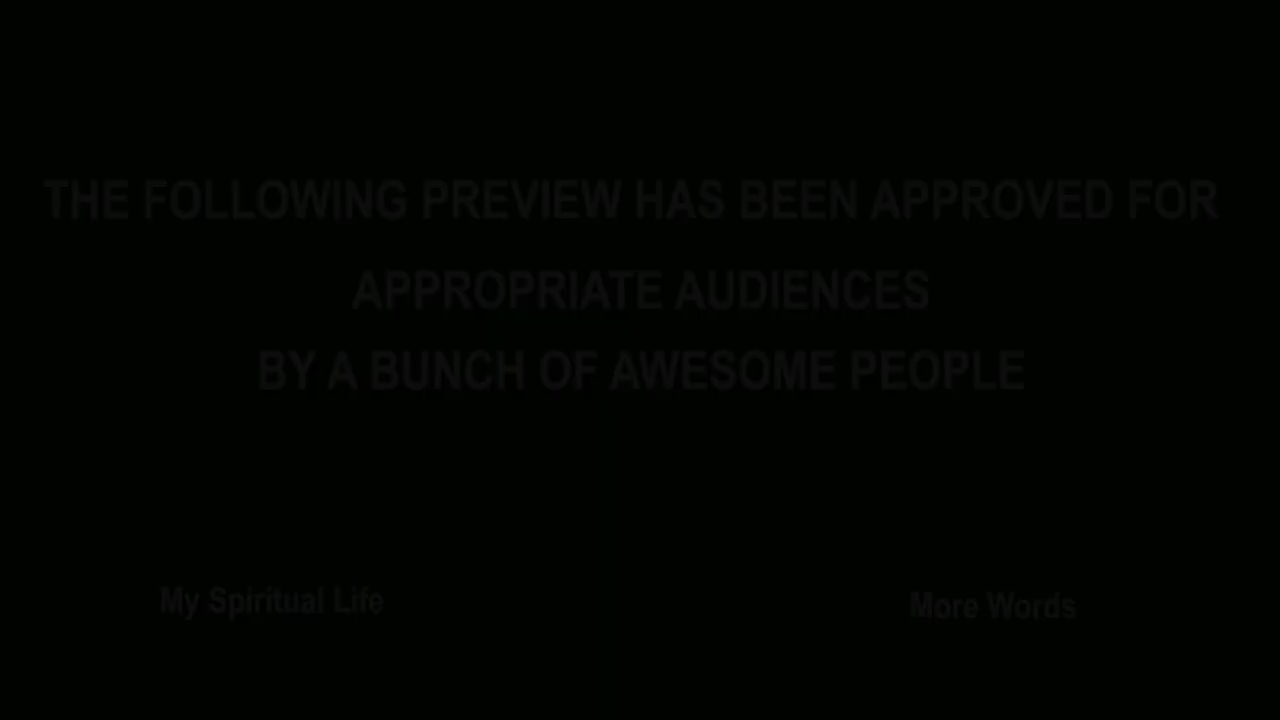 THE FOLLOWING PREVIEW HAS BEEN APPROVED FOR
APPROPRIATE AUDIENCES
BY A BUNCH OF AWESOME PEOPLE
My Spiritual Life
More Words